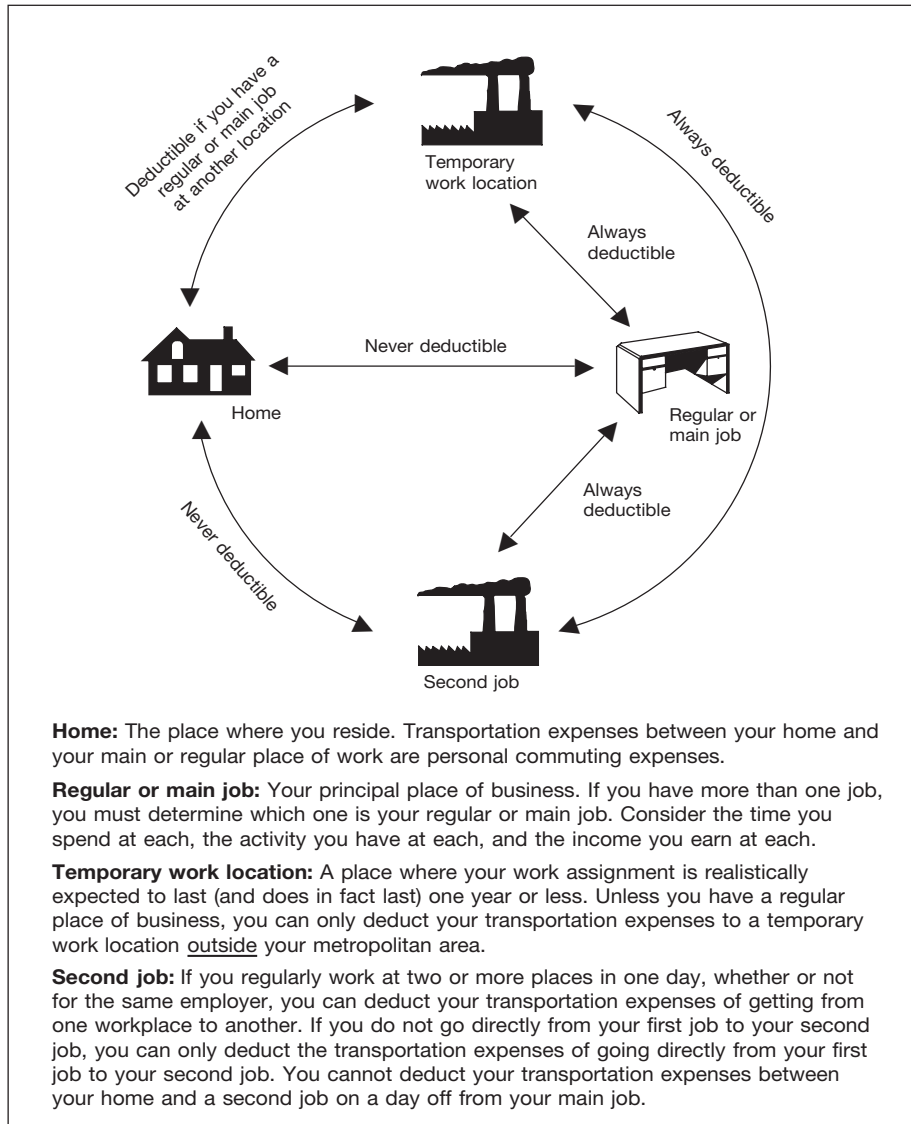 Deductible if you have a
regular or main job
at another location
Temporary
work location
Always deductible
Always
deductible
Never deductible
Home
Regular or
main job
Always
deductible
Never deductible
Second job
Home: The place where you reside. Transportation expenses between your home and
your main or regular place of work are personal commuting expenses.
Regular or main job: Your principal place of business. If you have more than one job,
you must determine which one is your regular or main job. Consider the time you
spend at each, the activity you have at each, and the income you earn at each.
Temporary work location: A place where your work assignment is realistically
expected to last (and does in fact last) one year or less. Unless you have a regular
place of business, you can only deduct your transportation expenses to a temporary
work location outside your metropolitan area.
Second job: If you regularly work at two or more places in one day, whether or not
for the same employer, you can deduct your transportation expenses of getting from
one workplace to another. If you do not go directly from your first job to your second
job, you can only deduct the transportation expenses of going directly from your first
job to your second job. You cannot deduct your transportation expenses between
your home and a second job on a day off from your main job.